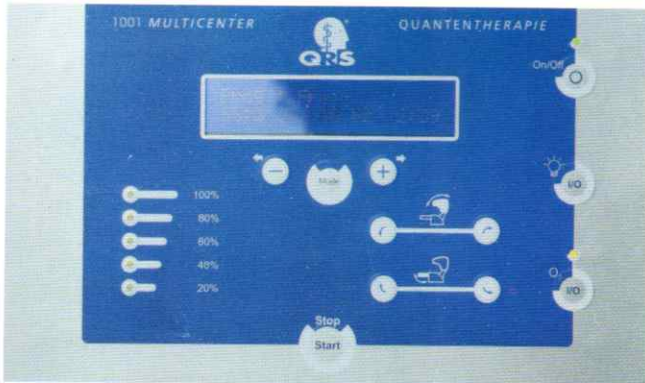 1001 MULTICENTER
QUANTENTHERAPIE
QRS
On/Off
Mode
I/O
100%
80%
60%
40%
20%
O₂
I/O
Stop
Start